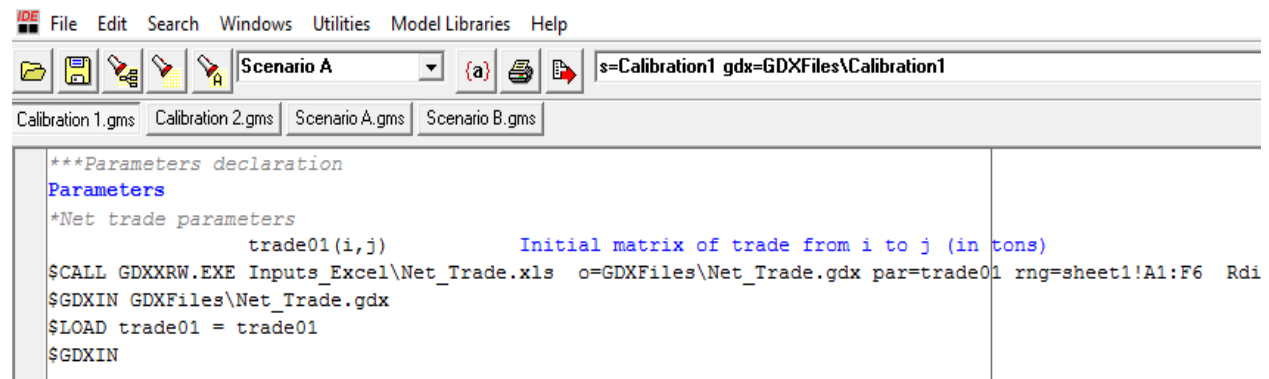 IDE File Edit Search Windows Utilities Model Libraries Help
A Scenario A {a} s=Calibration1 gdx=GDXFiles\Calibration1
Calibration 1.gms Calibration 2.gms Scenario A.gms Scenario B.gms
***Parameters declaration
Parameters
*Net trade parameters
trade01(i,j) Initial matrix of trade from i to j (in tons)
$CALL GDXXRW.EXE Inputs_Excel\Net_Trade.xls o=GDXFiles\Net_Trade.gdx par=trade01 rng=sheet1!A1:F6 Rdi
$GDXIN GDXFiles\Net_Trade.gdx
$LOAD trade01 = trade01
$GDXIN